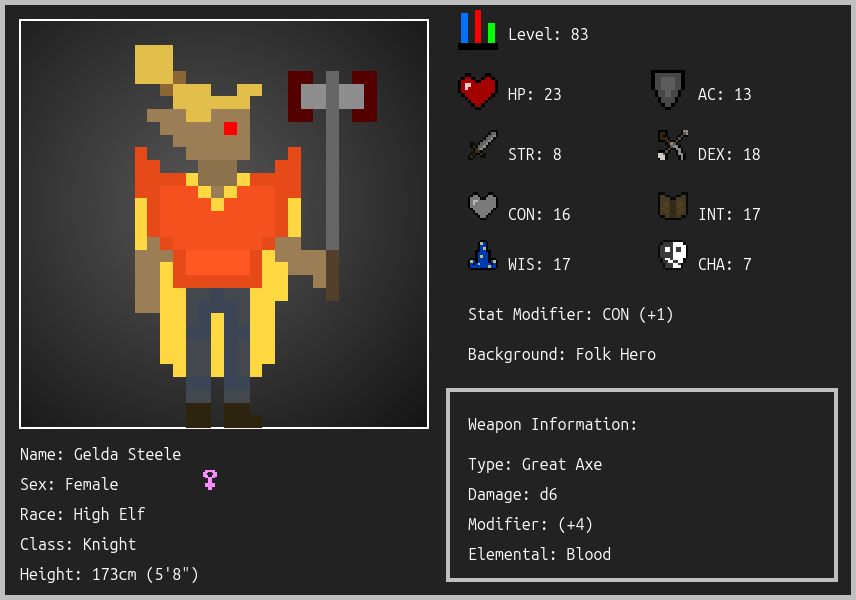 Name: Gelda Steele
Sex: Female
Race: High Elf
Class: Knight
Height: 173cm (5'8")
Level: 83
HP: 23
AC: 13
STR: 8
DEX: 18
CON: 16
INT: 17
WIS: 17
CHA: 7
Stat Modifier: CON (+1)
Background: Folk Hero
Weapon Information:
Type: Great Axe
Damage: d6
Modifier: (+4)
Elemental: Blood